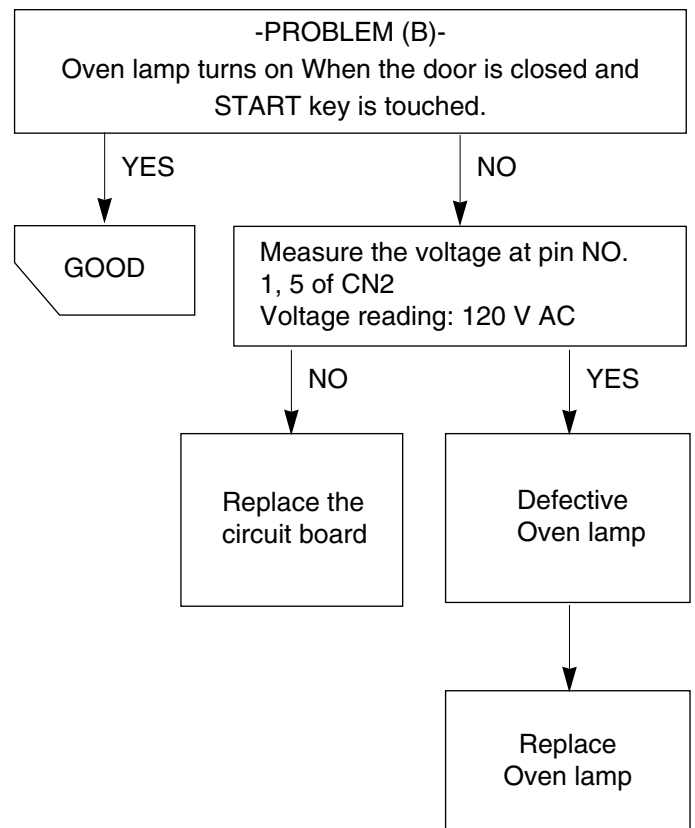 -PROBLEM (B)-
Oven lamp turns on When the door is closed and
START key is touched.
YES
NO
GOOD
Measure the voltage at pin NO.
1, 5 of CN2
Voltage reading: 120 V AC
NO
YES
Replace the
circuit board
Defective
Oven lamp
Replace
Oven lamp